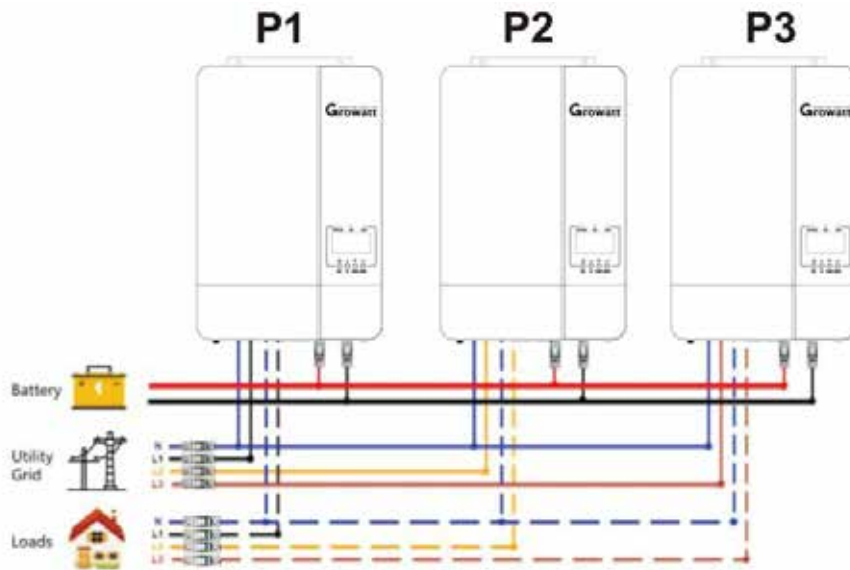 P1
P2
P3
Growatt
Growatt
Growatt
Battery
Utility
Grid
N
L1
L2
L3
Loads
N
L1
L2
L3